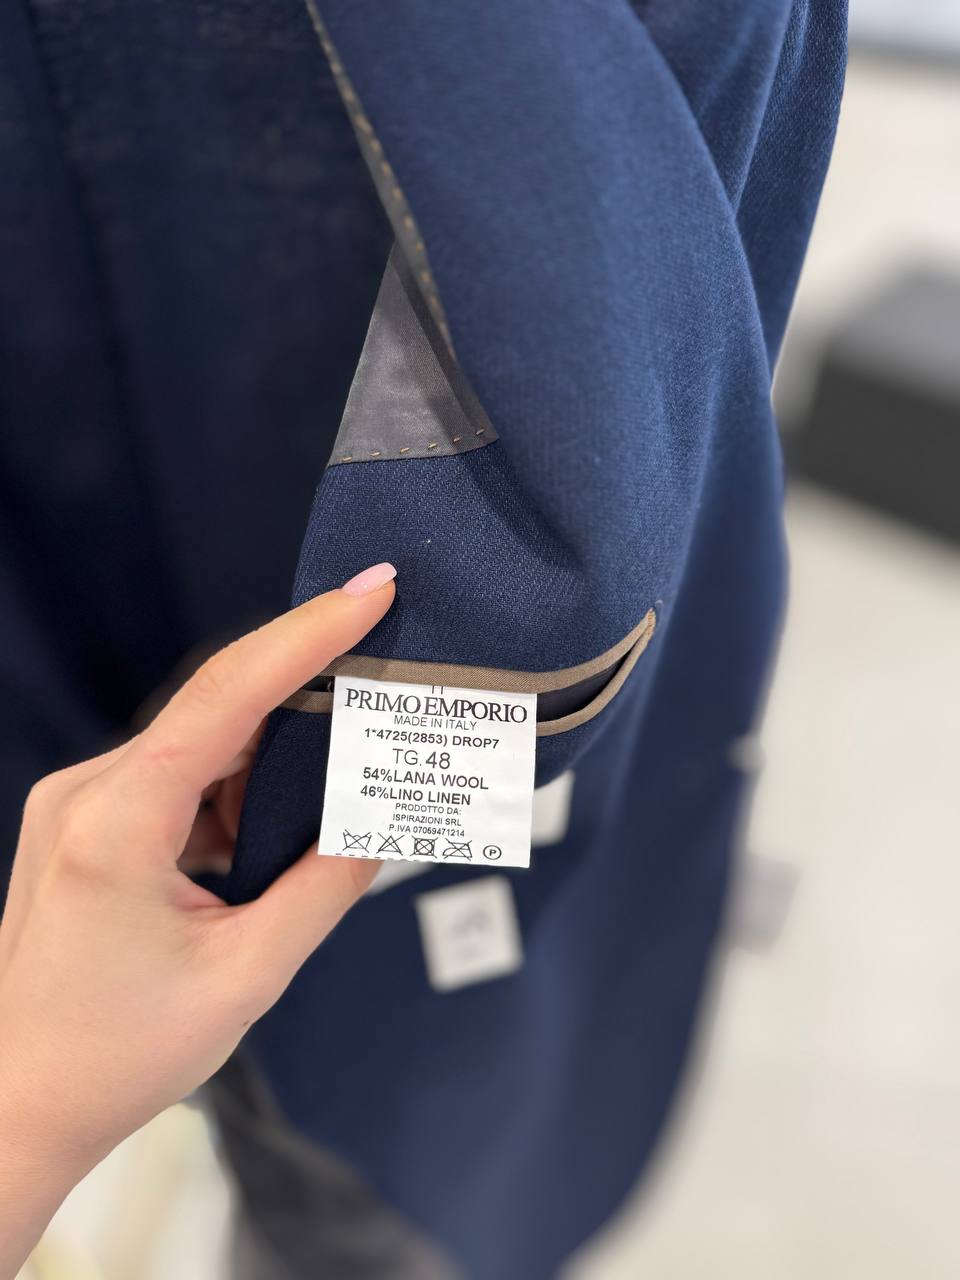 PRIMO EMPORIO
MADE IN ITALY
1*4725(2853) DROP7
TG. 48
54%LANA WOOL
46%LINO LINEN
PRODOTTO DA:
ISPIRAZIONI SRL
P.IVA 07059471214
P